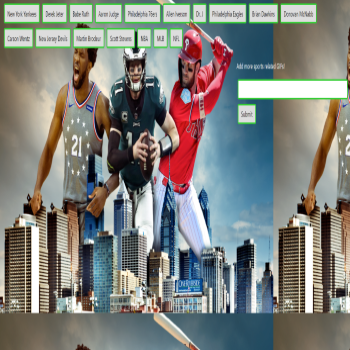 New York Yankees Derek Jeter Babe Ruth Aaron Judge Philadelphia 76ers Allen Iverson Dr. J Philadelphia Eagles Brian Dawkins Donovan McNabb
Carson Wentz New Jersey Devils Martin Brodeur Scott Stevens NBA MLB NFL
Add more sports related GIFs!
Submit
21
11
21